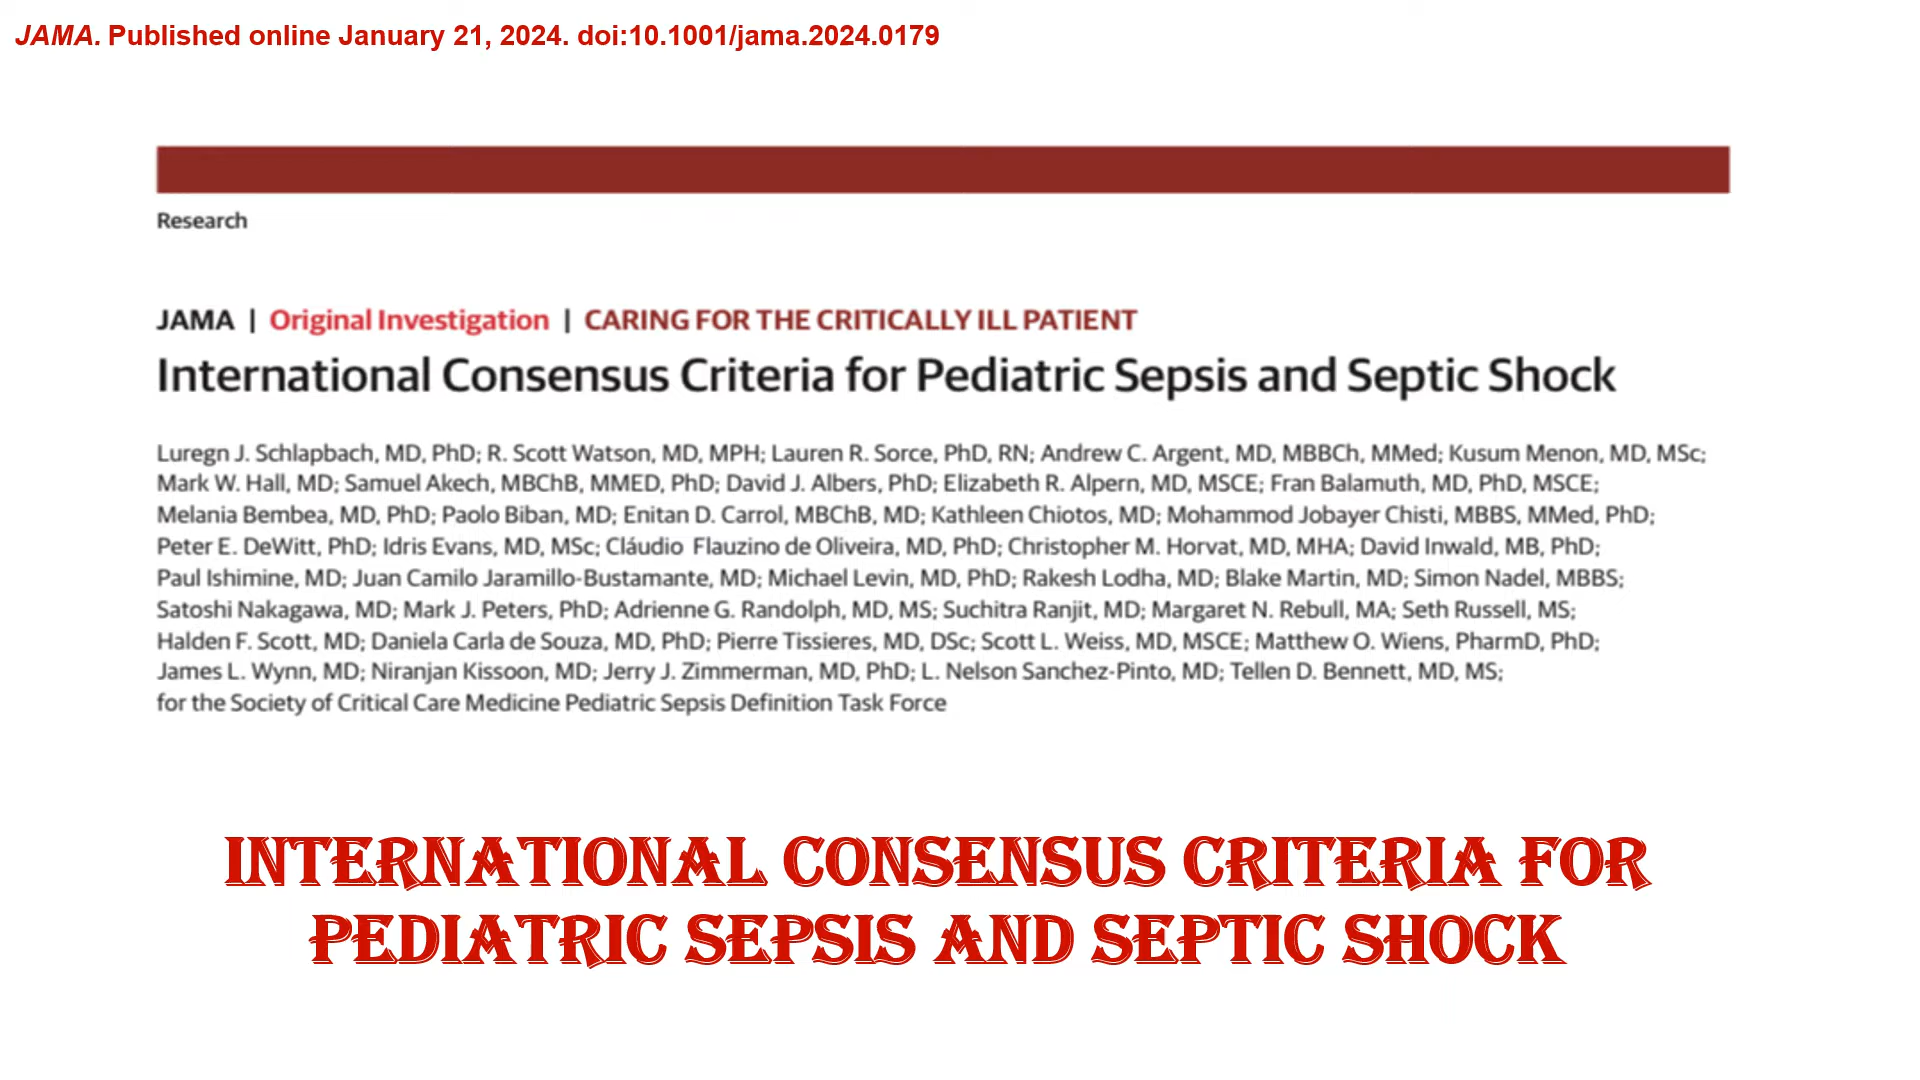 JAMA. Published online January 21, 2024. doi:10.1001/jama.2024.0179
Research
JAMA | Original Investigation | CARING FOR THE CRITICALLY ILL PATIENT
International Consensus Criteria for Pediatric Sepsis and Septic Shock
Luregn J. Schlapbach, MD, PhD; R. Scott Watson, MD, MPH; Lauren R. Sorce, PhD, RN; Andrew C. Argent, MD, MBBCh, MMed; Kusum Menon, MD, MSc;
Mark W. Hall, MD; Samuel Akech, MBChB, MMED, PhD; David J. Albers, PhD; Elizabeth R. Alpern, MD, MSCE; Fran Balamuth, MD, PhD, MSCE;
Melania Bembea, MD, PhD; Paolo Biban, MD; Enitan D. Carrol, MBChB, MD; Kathleen Chiotos, MD; Mohammod Jobayer Chisti, MBBS, MMed, PhD;
Peter E. DeWitt, PhD; Idris Evans, MD, MSc; Cláudio Flauzino de Oliveira, MD, PhD; Christopher M. Horvat, MD, MHA; David Inwald, MB, PhD;
Paul Ishimine, MD; Juan Camilo Jaramillo-Bustamante, MD; Michael Levin, MD, PhD; Rakesh Lodha, MD; Blake Martin, MD; Simon Nadel, MBBS;
Satoshi Nakagawa, MD; Mark J. Peters, PhD; Adrienne G. Randolph, MD, MS; Suchitra Ranjit, MD; Margaret N. Rebull, MA; Seth Russell, MS;
Halden F. Scott, MD; Daniela Carla de Souza, MD, PhD; Pierre Tissieres, MD, DSc; Scott L. Weiss, MD, MSCE; Matthew O. Wiens, PharmD, PhD;
James L. Wynn, MD; Niranjan Kissoon, MD; Jerry J. Zimmerman, MD, PhD; L. Nelson Sanchez-Pinto, MD; Tellen D. Bennett, MD, MS;
for the Society of Critical Care Medicine Pediatric Sepsis Definition Task Force
INTERNATIONAL CONSENSUS CRITERIA FOR
PEDIATRIC SEPSIS AND SEPTIC SHOCK